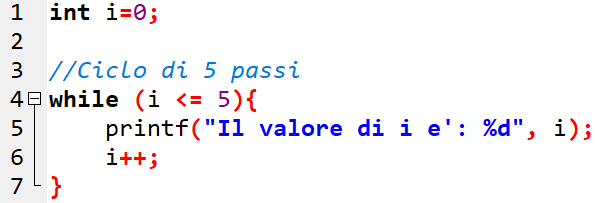 1 int i=0;
2
3 //Ciclo di 5 passi
4 while (i <= 5){
5     printf("Il valore di i e': %d", i);
6     i++;
7 }